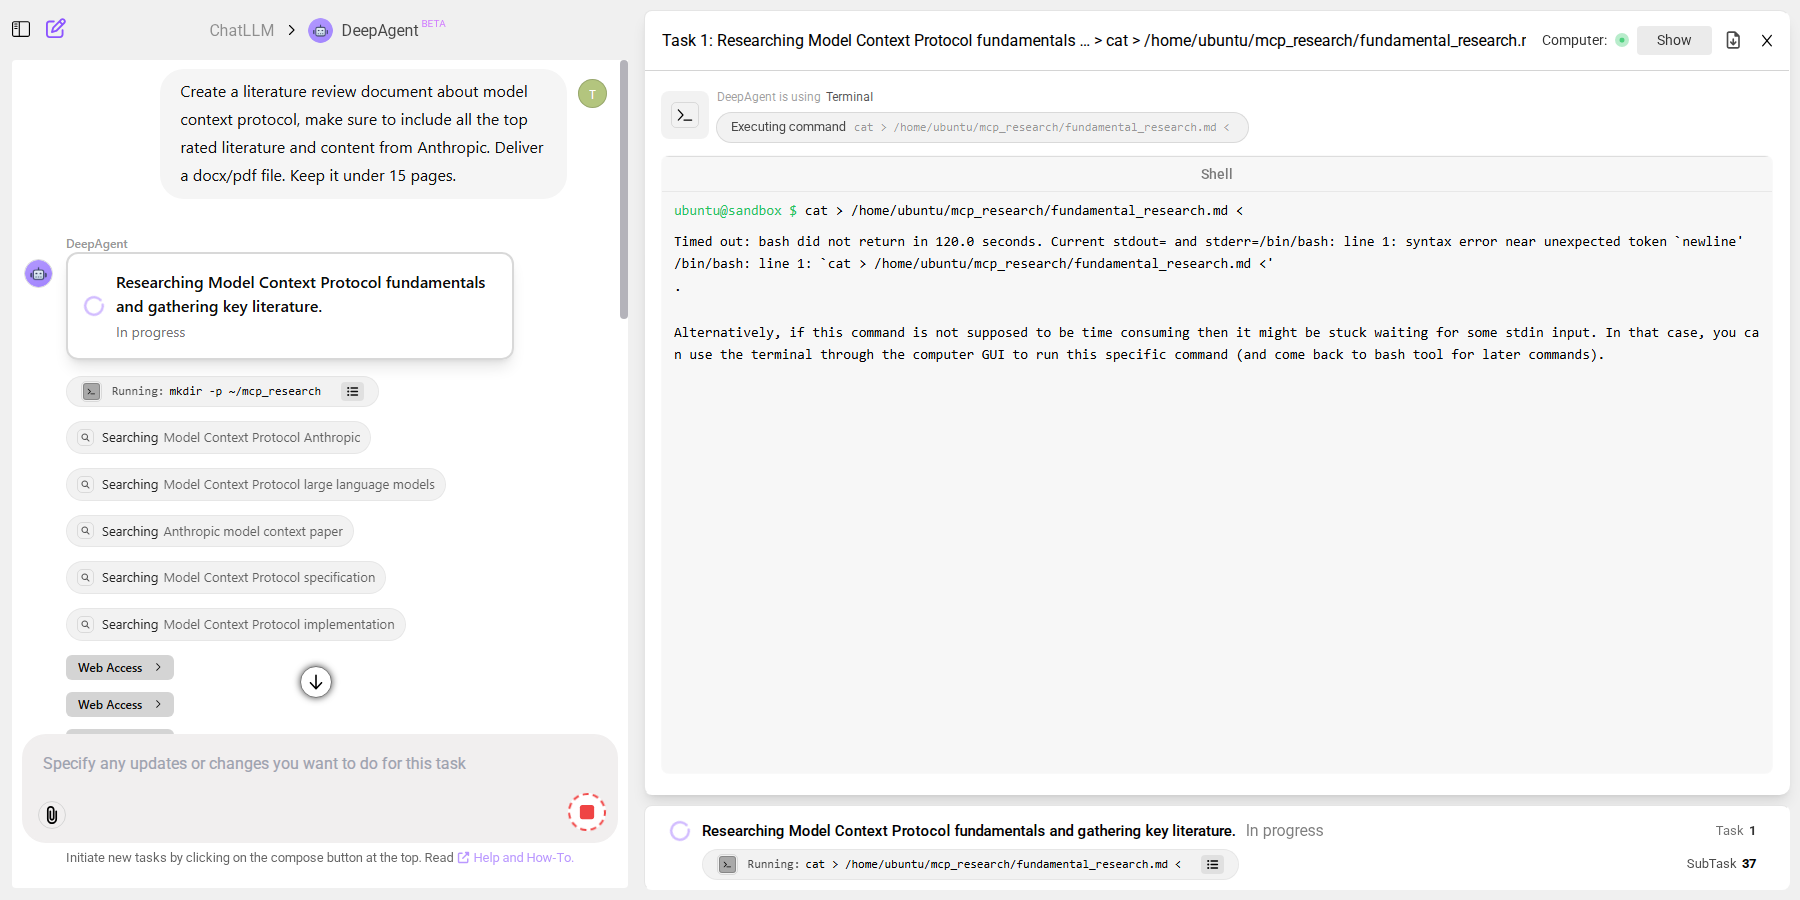 ChatLLM > DeepAgent BETA
Create a literature review document about model
context protocol, make sure to include all the top
rated literature and content from Anthropic. Deliver
a docx/pdf file. Keep it under 15 pages.
T
DeepAgent
Researching Model Context Protocol fundamentals
and gathering key literature.
In progress
Running: mkdir -p ~/mcp_research
Searching Model Context Protocol Anthropic
Searching Model Context Protocol large language models
Searching Anthropic model context paper
Searching Model Context Protocol specification
Searching Model Context Protocol implementation
Web Access >
Web Access >
Specify any updates or changes you want to do for this task
Initiate new tasks by clicking on the compose button at the top. Read Help and How-To.
Task 1: Researching Model Context Protocol fundamentals ... > cat > /home/ubuntu/mcp_research/fundamental_research.r
Computer: Show X
DeepAgent is using Terminal
Executing command cat > /home/ubuntu/mcp_research/fundamental_research.md <
Shell
ubuntu@sandbox $ cat > /home/ubuntu/mcp_research/fundamental_research.md <
Timed out: bash did not return in 120.0 seconds. Current stdout= and stderr=/bin/bash: line 1: syntax error near unexpected token `newline'
/bin/bash: line 1: `cat > /home/ubuntu/mcp_research/fundamental_research.md <'
.
Alternatively, if this command is not supposed to be time consuming then it might be stuck waiting for some stdin input. In that case, you ca
n use the terminal through the computer GUI to run this specific command (and come back to bash tool for later commands).
Researching Model Context Protocol fundamentals and gathering key literature. In progress
Task 1
Running: cat > /home/ubuntu/mcp_research/fundamental_research.md <
SubTask 37